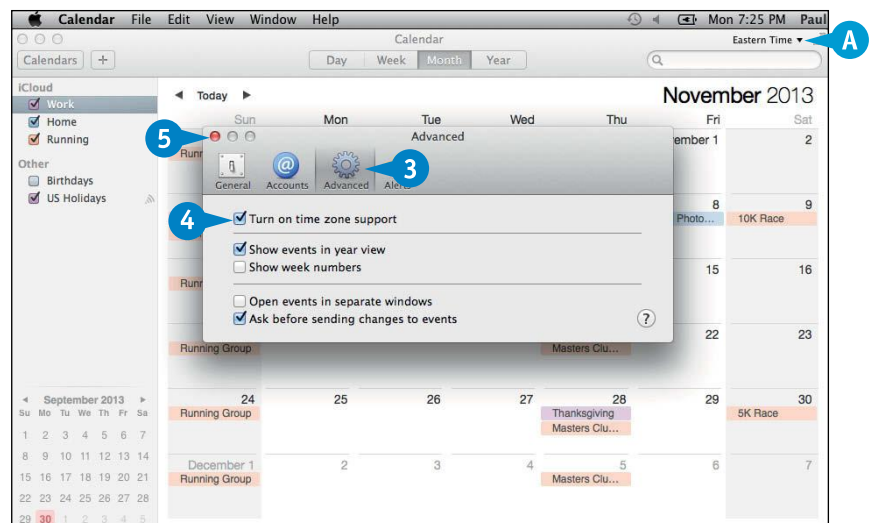 Calendar File Edit View Window Help Mon 7:25 PM Paul
Calendar
Eastern Time A
Calendars + Day Week Month Year
iCloud
Work
Home
Running
Other
Birthdays
US Holidays
Today
November 2013
Sun Mon Tue Wed Thu Fri Sat
5 Advanced
General @ Accounts Advanced 3
4 Turn on time zone support
Show events in year view
Show week numbers
Open events in separate windows
Ask before sending changes to events ?
2
8 9
Photo... 10K Race
15 16
22 23
Running Group Masters Clu...
24 25 26 27 28 29 30
Running Group Thanksgiving 5K Race
Masters Clu...
December 1 2 3 4 5 6 7
Running Group Masters Clu...
September 2013
Su Mo Tu We Th Fr Sa
1 2 3 4 5 6 7
8 9 10 11 12 13 14
15 16 17 18 19 20 21
22 23 24 25 26 27 28
29 30 1 2 3 4 5